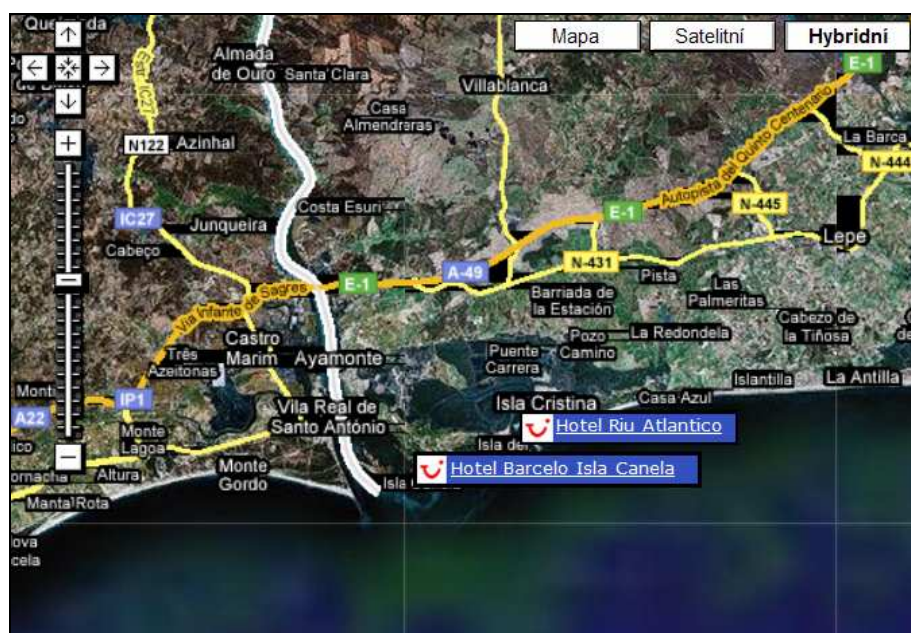 Mapa
Satelitní
Hybridní
Almada
de Ouro
Santa Clara
Villablanca
E-1
Casa
Almendreras
Autopista del Quinto Centenario
La Barca
N122
Azinhal
N-444
IC27
Junqueira
Costa Esuri
E-1
N-445
Cabeço
Lepe
A-49
N-431
Pista
E-1
Via Infante de Sagres
Barriada de
la Estación
Las
Palmeritas
Cabezo de
la Tiñosa
Castro
Marim
Ayamonte
Pozo
Camino
La Redondela
Três
Azeitonas
Puente
Carrera
Islantilla
La Antilla
IP1
A22
Vila Real de
Santo António
Isla Cristina
Casa Azul
Hotel Riu Atlantico
Monte
Lagoa
Isla del
Hotel Barcelo Isla Canela
Altura
Monte
Gordo
Isla
Manta Rota